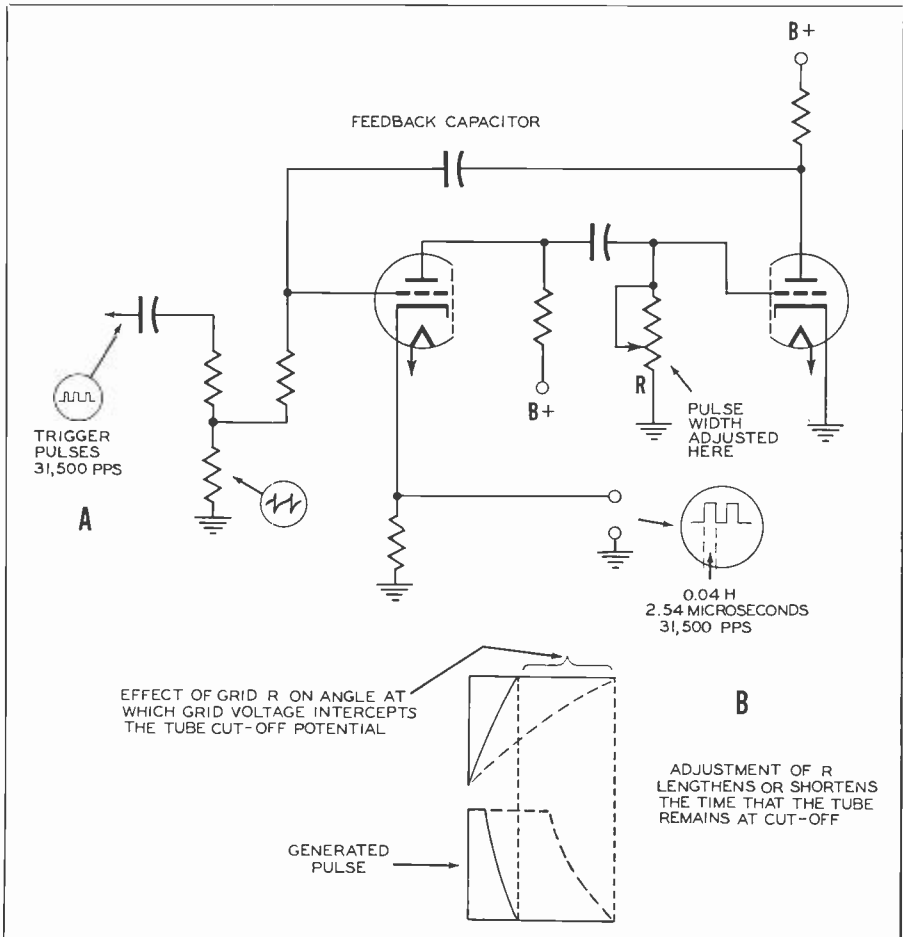 B+
FEEDBACK CAPACITOR
TRIGGER
PULSES
31,500 PPS
A
B+
R
PULSE
WIDTH
ADJUSTED
HERE
0.04 H
2.54 MICROSECONDS
31,500 PPS
EFFECT OF GRID R ON ANGLE AT
WHICH GRID VOLTAGE INTERCEPTS
THE TUBE CUT-OFF POTENTIAL
B
ADJUSTMENT OF R
LENGTHENS OR SHORTENS
THE TIME THAT THE TUBE
REMAINS AT CUT-OFF
GENERATED
PULSE